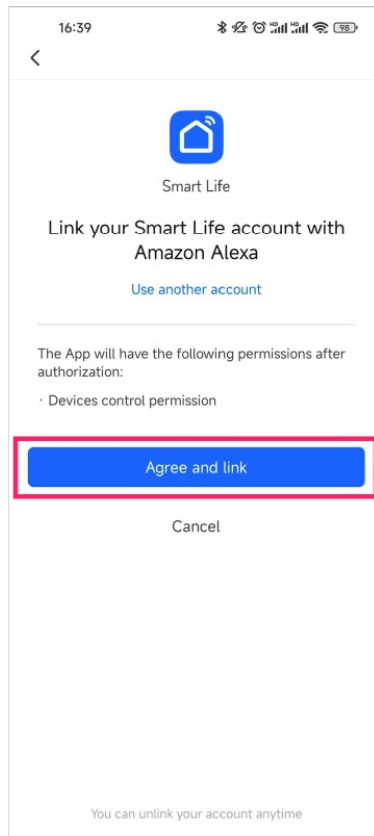 16:39
98
Smart Life
Link your Smart Life account with
Amazon Alexa
Use another account
The App will have the following permissions after
authorization:
· Devices control permission
Agree and link
Cancel
You can unlink your account anytime